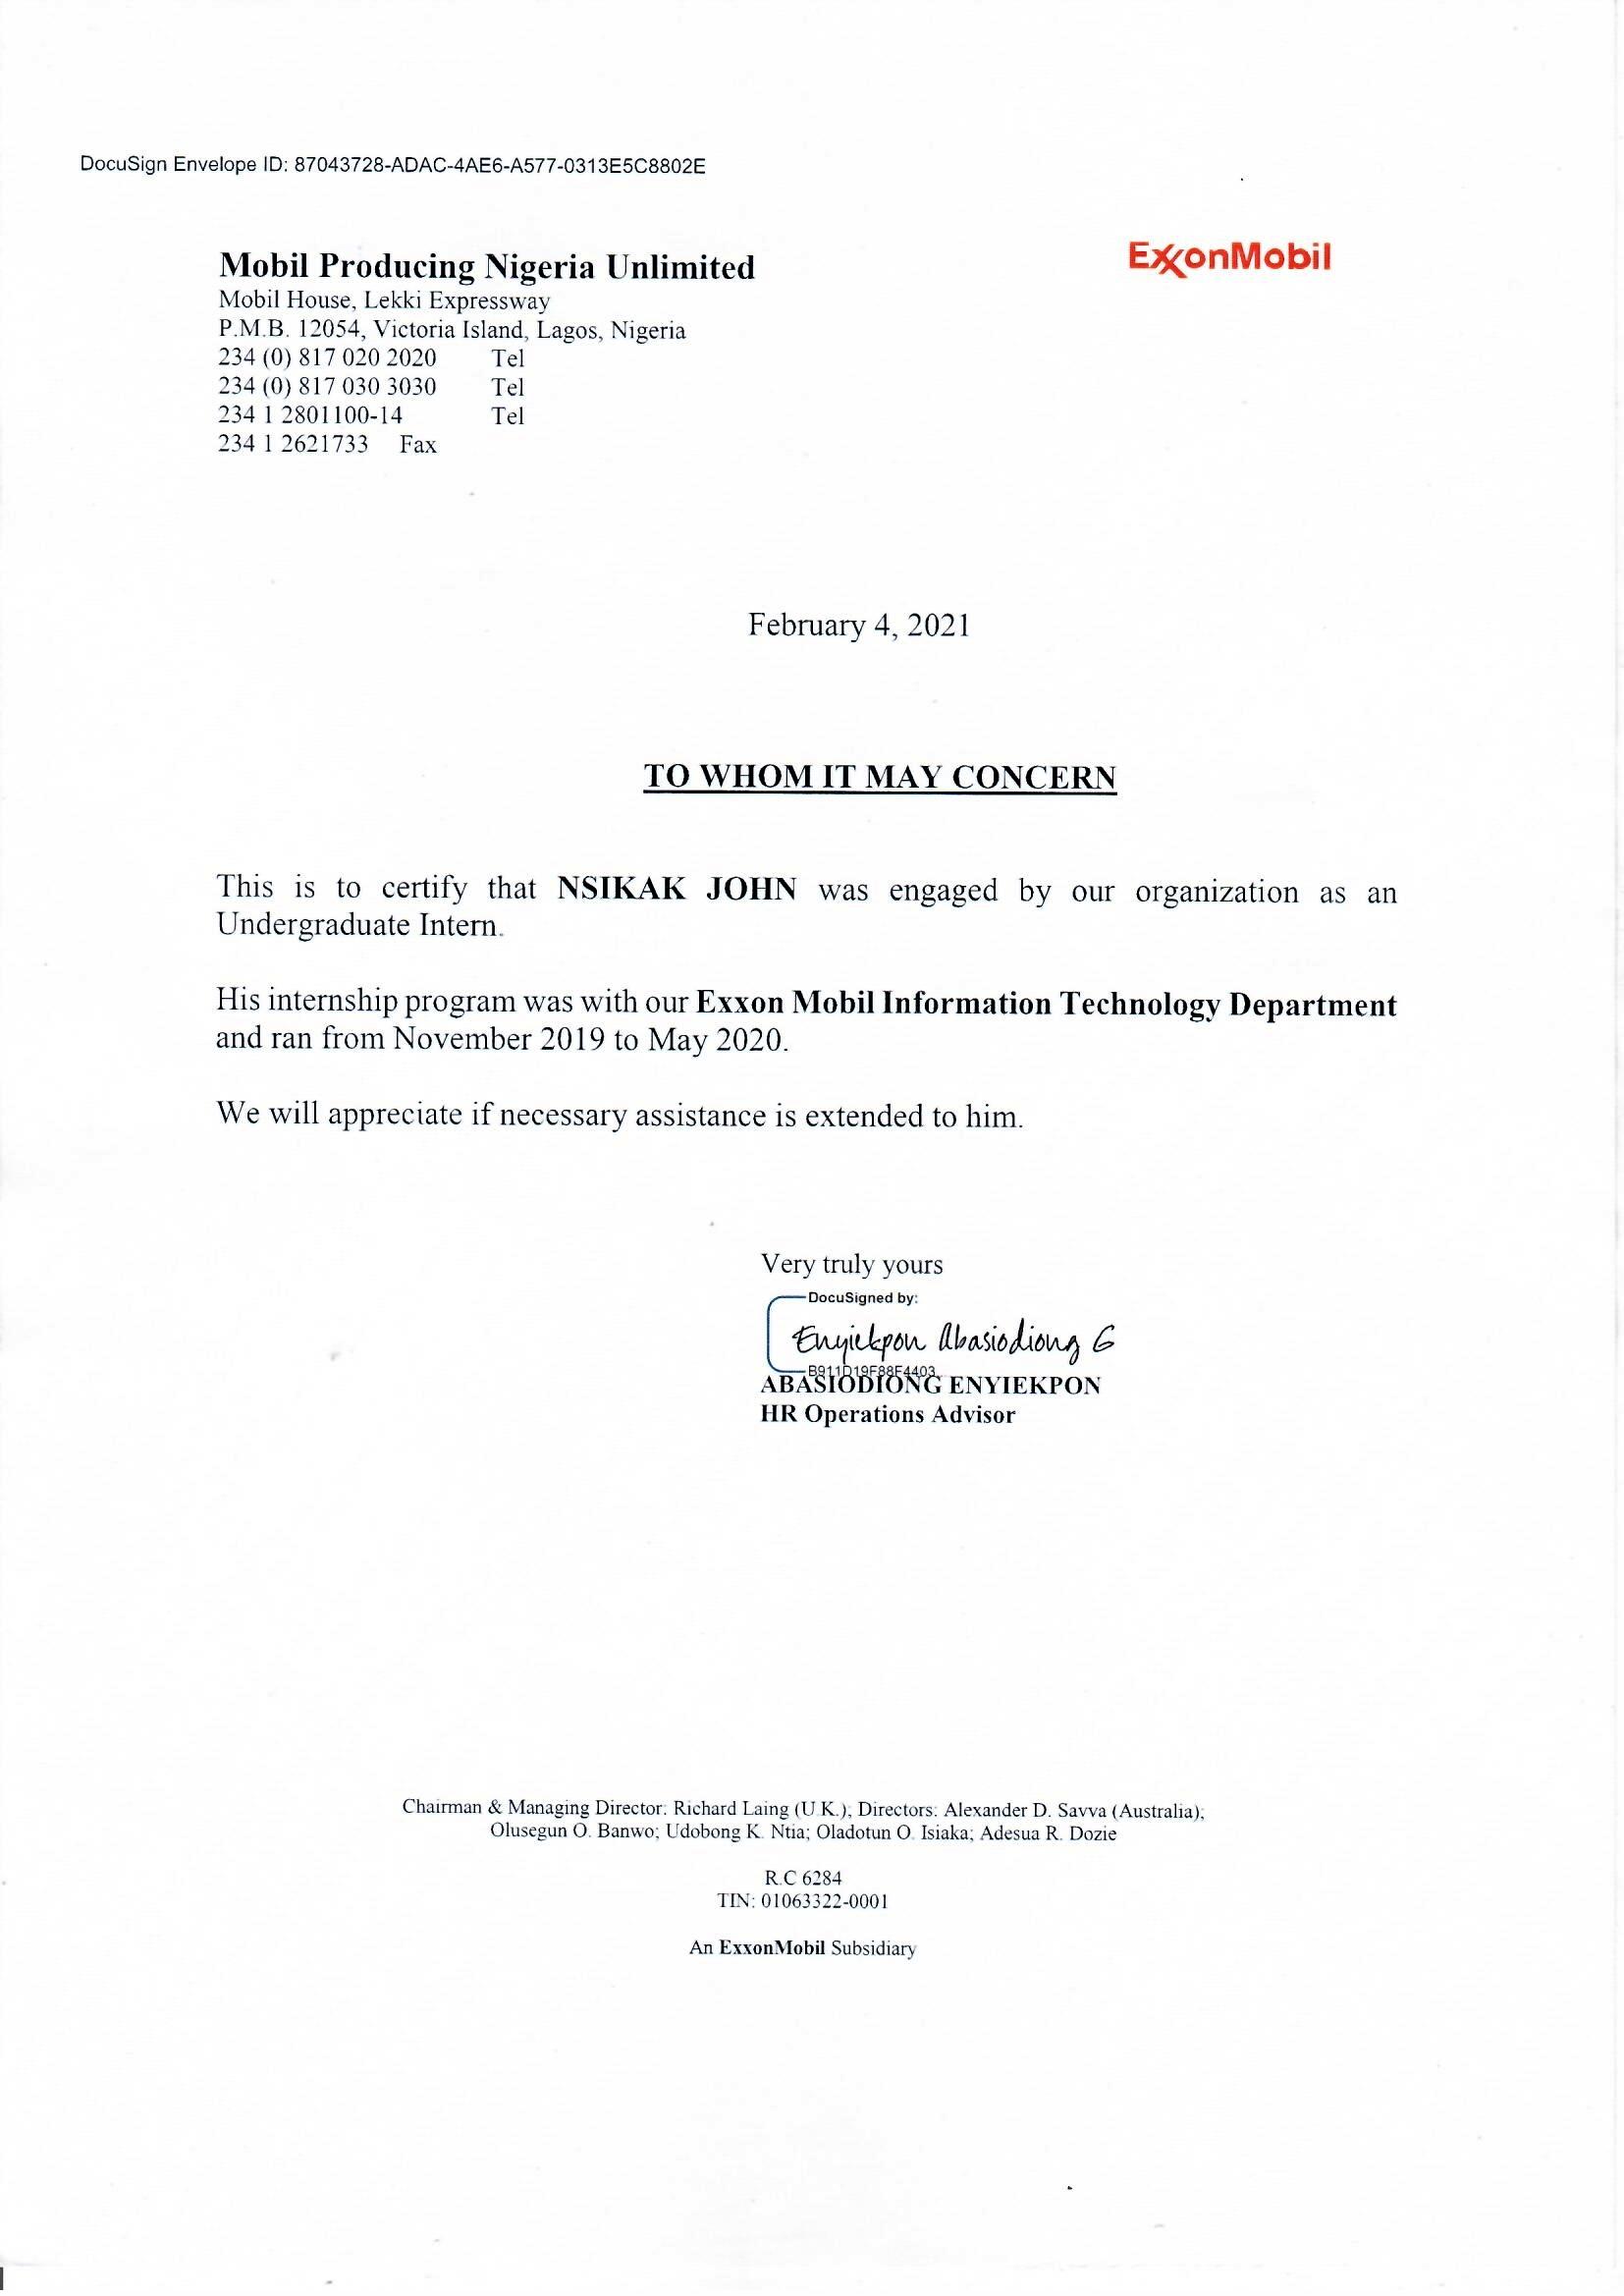 DocuSign Envelope ID: 87043728-ADAC-4AE6-A577-0313E5C8802E
ExxonMobil
Mobil Producing Nigeria Unlimited
Mobil House, Lekki Expressway
P.M.B. 12054, Victoria Island, Lagos, Nigeria
234 (0) 817 020 2020 Tel
234 (0) 817 030 3030 Tel
234 1 2801100-14 Tel
234 1 2621733 Fax
February 4, 2021
TO WHOM IT MAY CONCERN
This is to certify that NSIKAK JOHN was engaged by our organization as an
Undergraduate Intern.
His internship program was with our Exxon Mobil Information Technology Department
and ran from November 2019 to May 2020.
We will appreciate if necessary assistance is extended to him.
Very truly yours
DocuSigned by:
Enyiekpon Abasiodiong G
B911D19F88F4403...
ABASIODIONG ENYIEKPON
HR Operations Advisor
Chairman & Managing Director: Richard Laing (U.K.); Directors: Alexander D. Savva (Australia);
Olusegun O. Banwo; Udobong K. Ntia; Oladotun O. Isiaka; Adesua R. Dozie
R.C 6284
TIN: 01063322-0001
An ExxonMobil Subsidiary